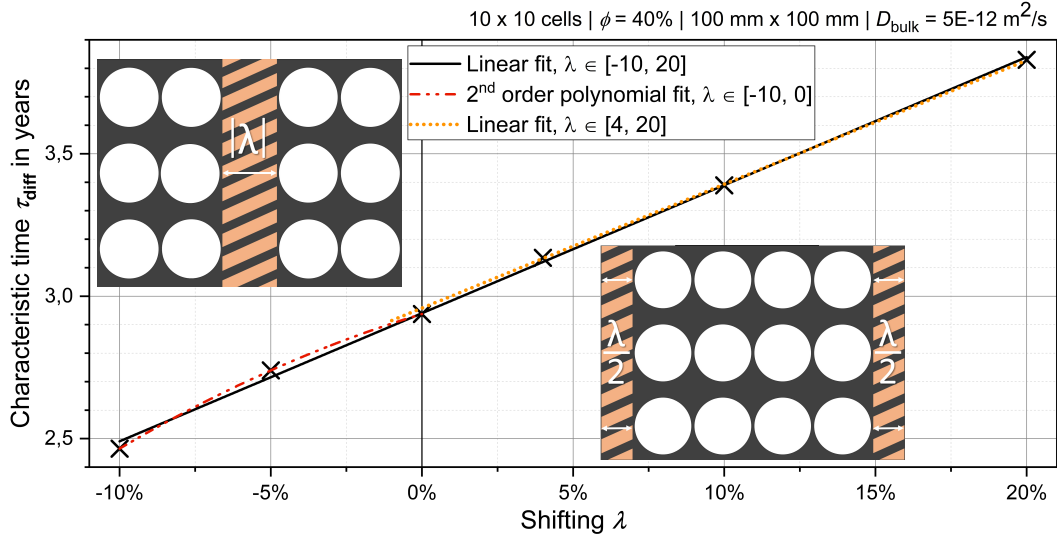 10 x 10 cells | ϕ = 40% | 100 mm x 100 mm | D_bulk = 5E-12 m²/s
Linear fit, λ ∈ [-10, 20]
2nd order polynomial fit, λ ∈ [-10, 0]
Linear fit, λ ∈ [4, 20]
|λ|
λ/2
λ/2
Characteristic time τ_diff in years
3,5
3.0
2,5
-10%
-5%
0%
5%
10%
15%
20%
Shifting λ